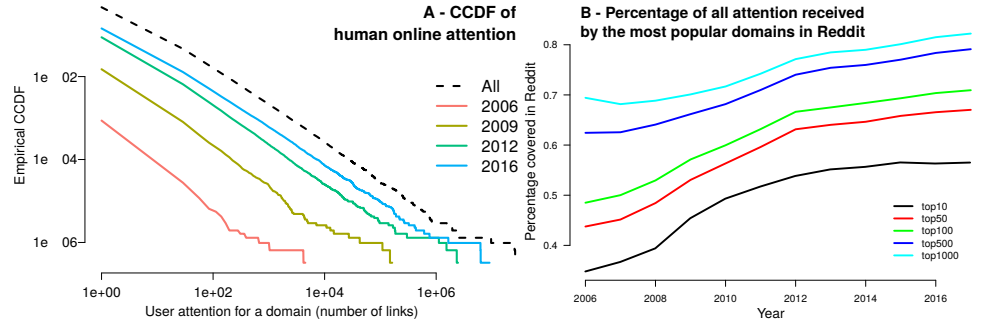 A - CCDF of
human online attention
Empirical CCDF
1e 02
1e 04
1e 06
All
2006
2009
2012
2016
1e+00
1e+02
1e+04
1e+06
User attention for a domain (number of links)
B - Percentage of all attention received
by the most popular domains in Reddit
Percentage covered in Reddit
0.8
0.7
0.6
0.5
0.4
top10
top50
top100
top500
top1000
2006
2008
2010
2012
2014
2016
Year